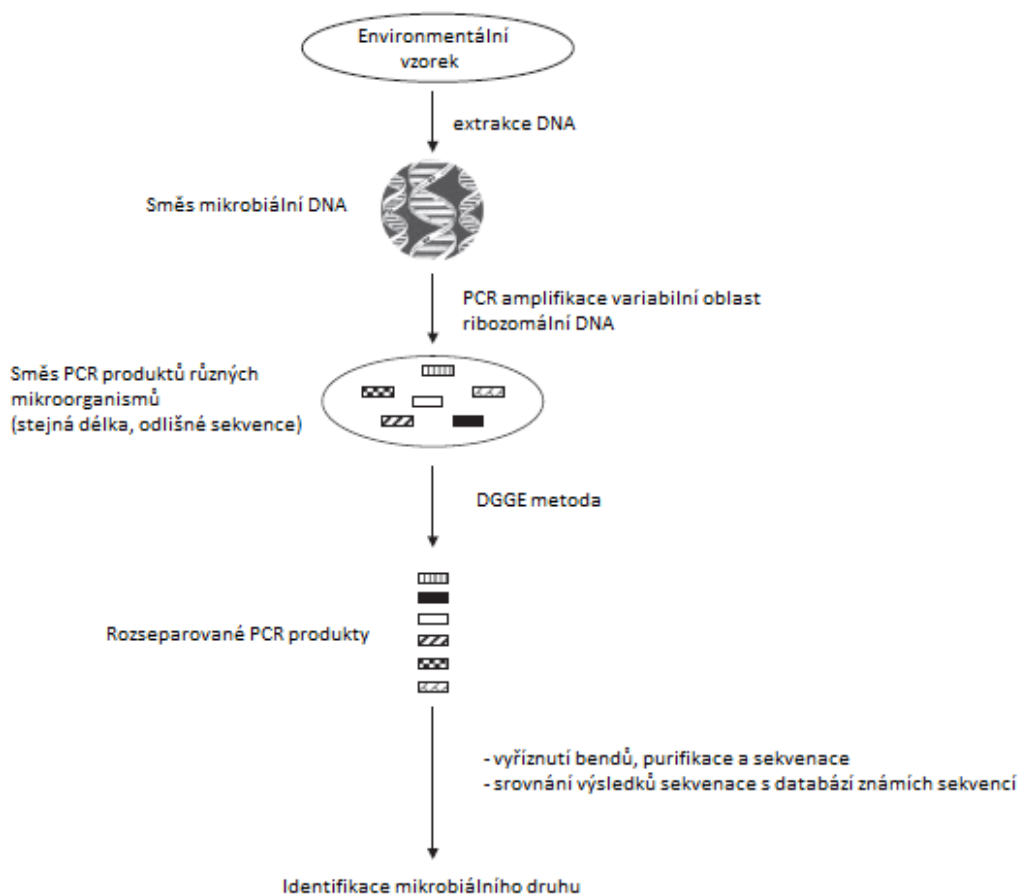 Environmentální
vzorek
extrakce DNA
Směs mikrobiální DNA
PCR amplifikace variabilní oblast
ribozomální DNA
Směs PCR produktů různých
mikroorganismů
(stejná délka, odlišné sekvence)
DGGE metoda
Rozseparované PCR produkty
- vyříznutí bendů, purifikace a sekvenace
- srovnání výsledků sekvenace s databází známích sekvencí
Identifikace mikrobiálního druhu